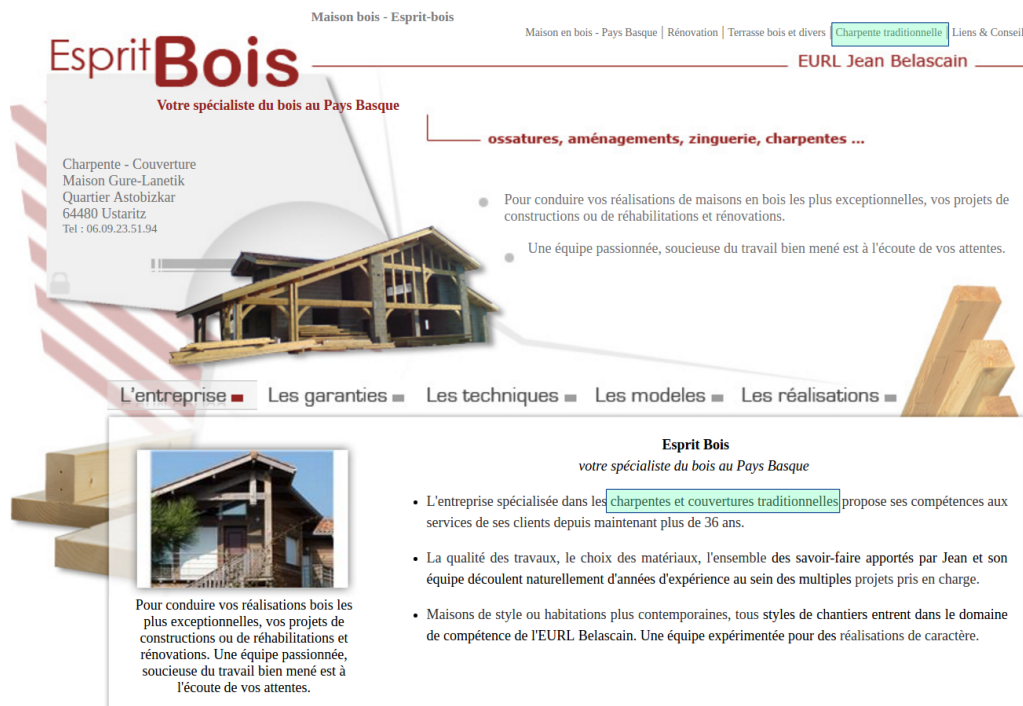 Maison bois - Esprit-bois
Maison en bois - Pays Basque | Rénovation | Terrasse bois et divers | Charpente traditionnelle | Liens & Conseil
Esprit Bois
EURL Jean Belascain
Votre spécialiste du bois au Pays Basque
ossatures, aménagements, zinguerie, charpentes ...
Charpente - Couverture
Maison Gure-Lanetik
Quartier Astobizkar
64480 Ustaritz
Tel : 06.09.23.51.94
Pour conduire vos réalisations de maisons en bois les plus exceptionnelles, vos projets de
constructions ou de réhabilitations et rénovations.
Une équipe passionnée, soucieuse du travail bien mené est à l'écoute de vos attentes.
L'entreprise Les garanties Les techniques Les modeles Les réalisations
Esprit Bois
votre spécialiste du bois au Pays Basque
L'entreprise spécialisée dans les charpentes et couvertures traditionnelles propose ses compétences aux
services de ses clients depuis maintenant plus de 36 ans.
La qualité des travaux, le choix des matériaux, l'ensemble des savoir-faire apportés par Jean et son
équipe découlent naturellement d'années d'expérience au sein des multiples projets pris en charge.
Maisons de style ou habitations plus contemporaines, tous styles de chantiers entrent dans le domaine
de compétence de l'EURL Belascain. Une équipe expérimentée pour des réalisations de caractère.
Pour conduire vos réalisations bois les
plus exceptionnelles, vos projets de
constructions ou de réhabilitations et
rénovations. Une équipe passionnée,
soucieuse du travail bien mené est à
l'écoute de vos attentes.